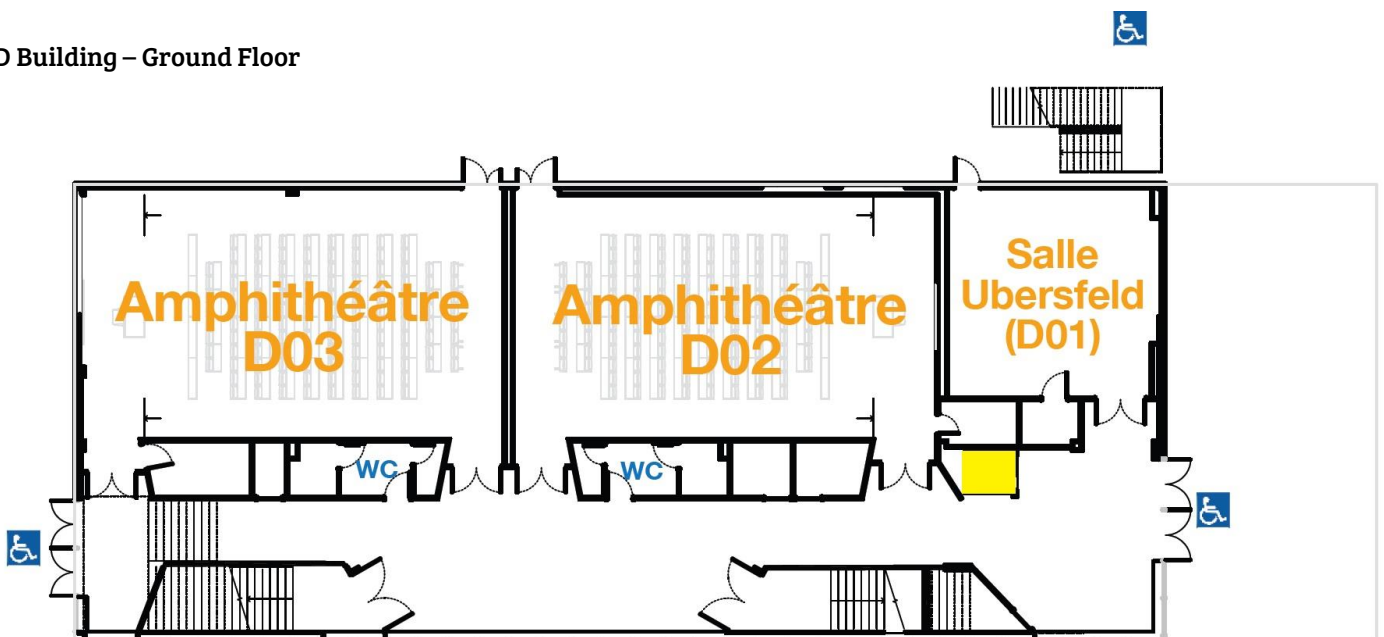 D Building – Ground Floor
Amphithéâtre
D03
Amphithéâtre
D02
Salle
Ubersfeld
(D01)
WC
WC